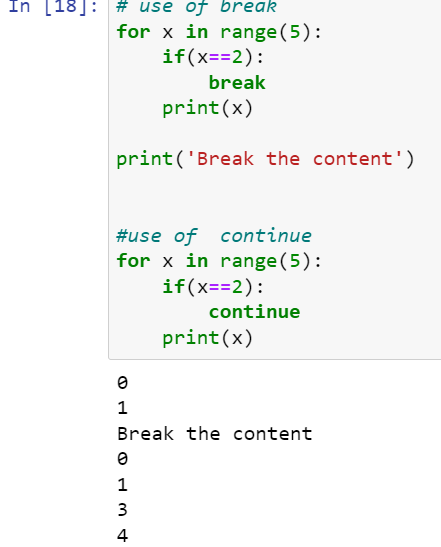 In [18]: # use of break
for x in range(5):
    if(x==2):
        break
    print(x)
print('Break the content')
#use of  continue
for x in range(5):
    if(x==2):
        continue
    print(x)
0
1
Break the content
0
1
3
4